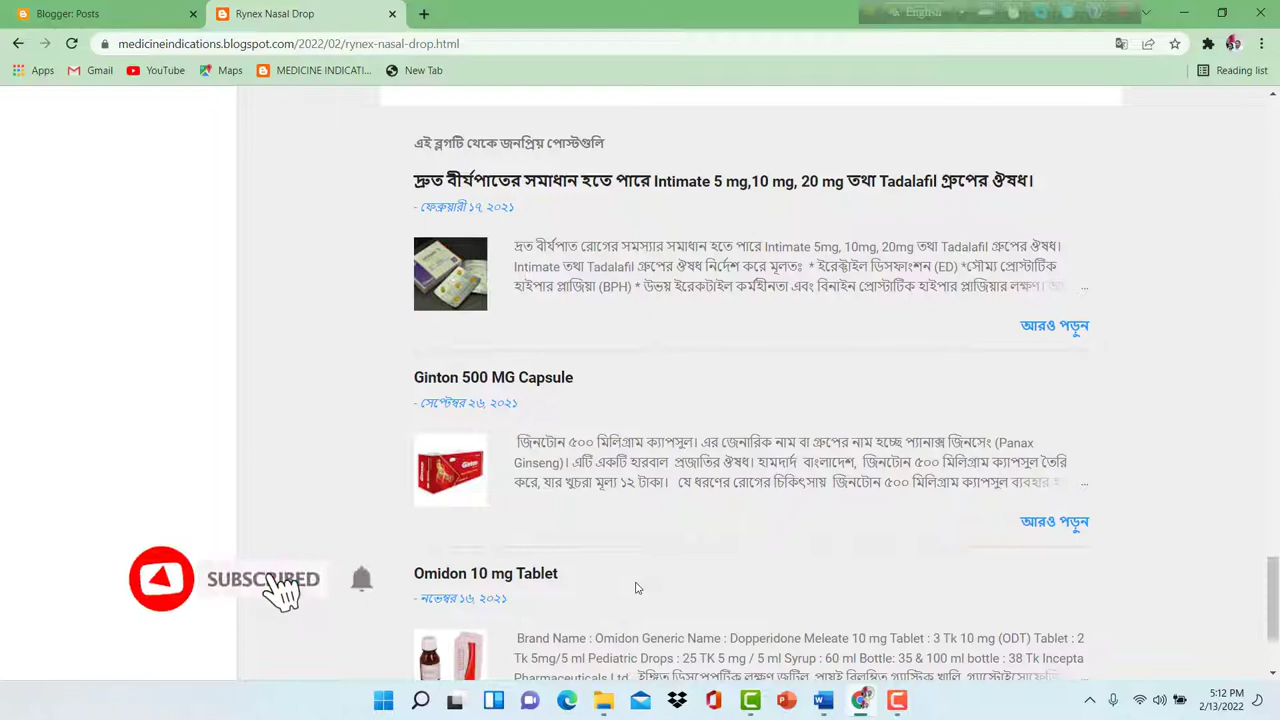 Blogger: Posts
Rynex Nasal Drop
English
medicineindications.blogspot.com/2022/02/rynex-nasal-drop.html
Apps Gmail YouTube Maps MEDICINE INDICATI... New Tab Reading list
এই ব্লগটি থেকে জনপ্রিয় পোস্টগুলি
দ্রুত বীর্যপাতের সমাধান হতে পারে Intimate 5 mg,10 mg, 20 mg তথা Tadalafil গ্রুপের ঔষধ।
- ফেব্রুয়ারী ১৭, ২০২১
দ্রত বীর্যপাত রোগের সমস্যার সমাধান হতে পারে Intimate 5mg, 10mg, 20mg তথা Tadalafil গ্রুপের ঔষধ।
Intimate তথা Tadalafil গ্রুপের ঔষধ নির্দেশ করে মূলতঃ * ইরেক্টাইল ডিসফাংশন (ED) *সৌম্য প্রোস্টাটিক
হাইপার প্লাজিয়া (BPH) * উভয় ইরেকটাইল কর্মহীনতা এবং বিনাইন প্রোস্টাটিক হাইপার প্লাজিয়ার লক্ষণ। ...
আরও পড়ুন
Ginton 500 MG Capsule
- সেপ্টেম্বর ২৬, ২০২১
জিনটোন ৫০০ মিলিগ্রাম ক্যাপসুল। এর জেনারিক নাম বা গ্রুপের নাম হচ্ছে প্যানাক্স জিনসেং (Panax
Ginseng)। এটি একটি হারবাল প্রজাতির ঔষধ। হামদার্দ বাংলাদেশ, জিনটোন ৫০০ মিলিগ্রাম ক্যাপসুল তৈরি
করে, যার খুচরা মূল্য ১২ টাকা। যে ধরণের রোগের চিকিৎসায় জিনটোন ৫০০ মিলিগ্রাম ক্যাপসুল ব্যবহার ...
আরও পড়ুন
SUBSCRIBED
Omidon 10 mg Tablet
- নভেম্বর ১৬, ২০২১
Brand Name : Omidon Generic Name : Dopperidone Meleate 10 mg Tablet : 3 Tk 10 mg (ODT) Tablet : 2
Tk 5mg/5 ml Pediatric Drops : 25 TK 5 mg / 5 ml Syrup : 60 ml Bottle: 35 & 100 ml bottle : 38 Tk Incepta
Pharmaceuticals Ltd.
5:12 PM
2/13/2022